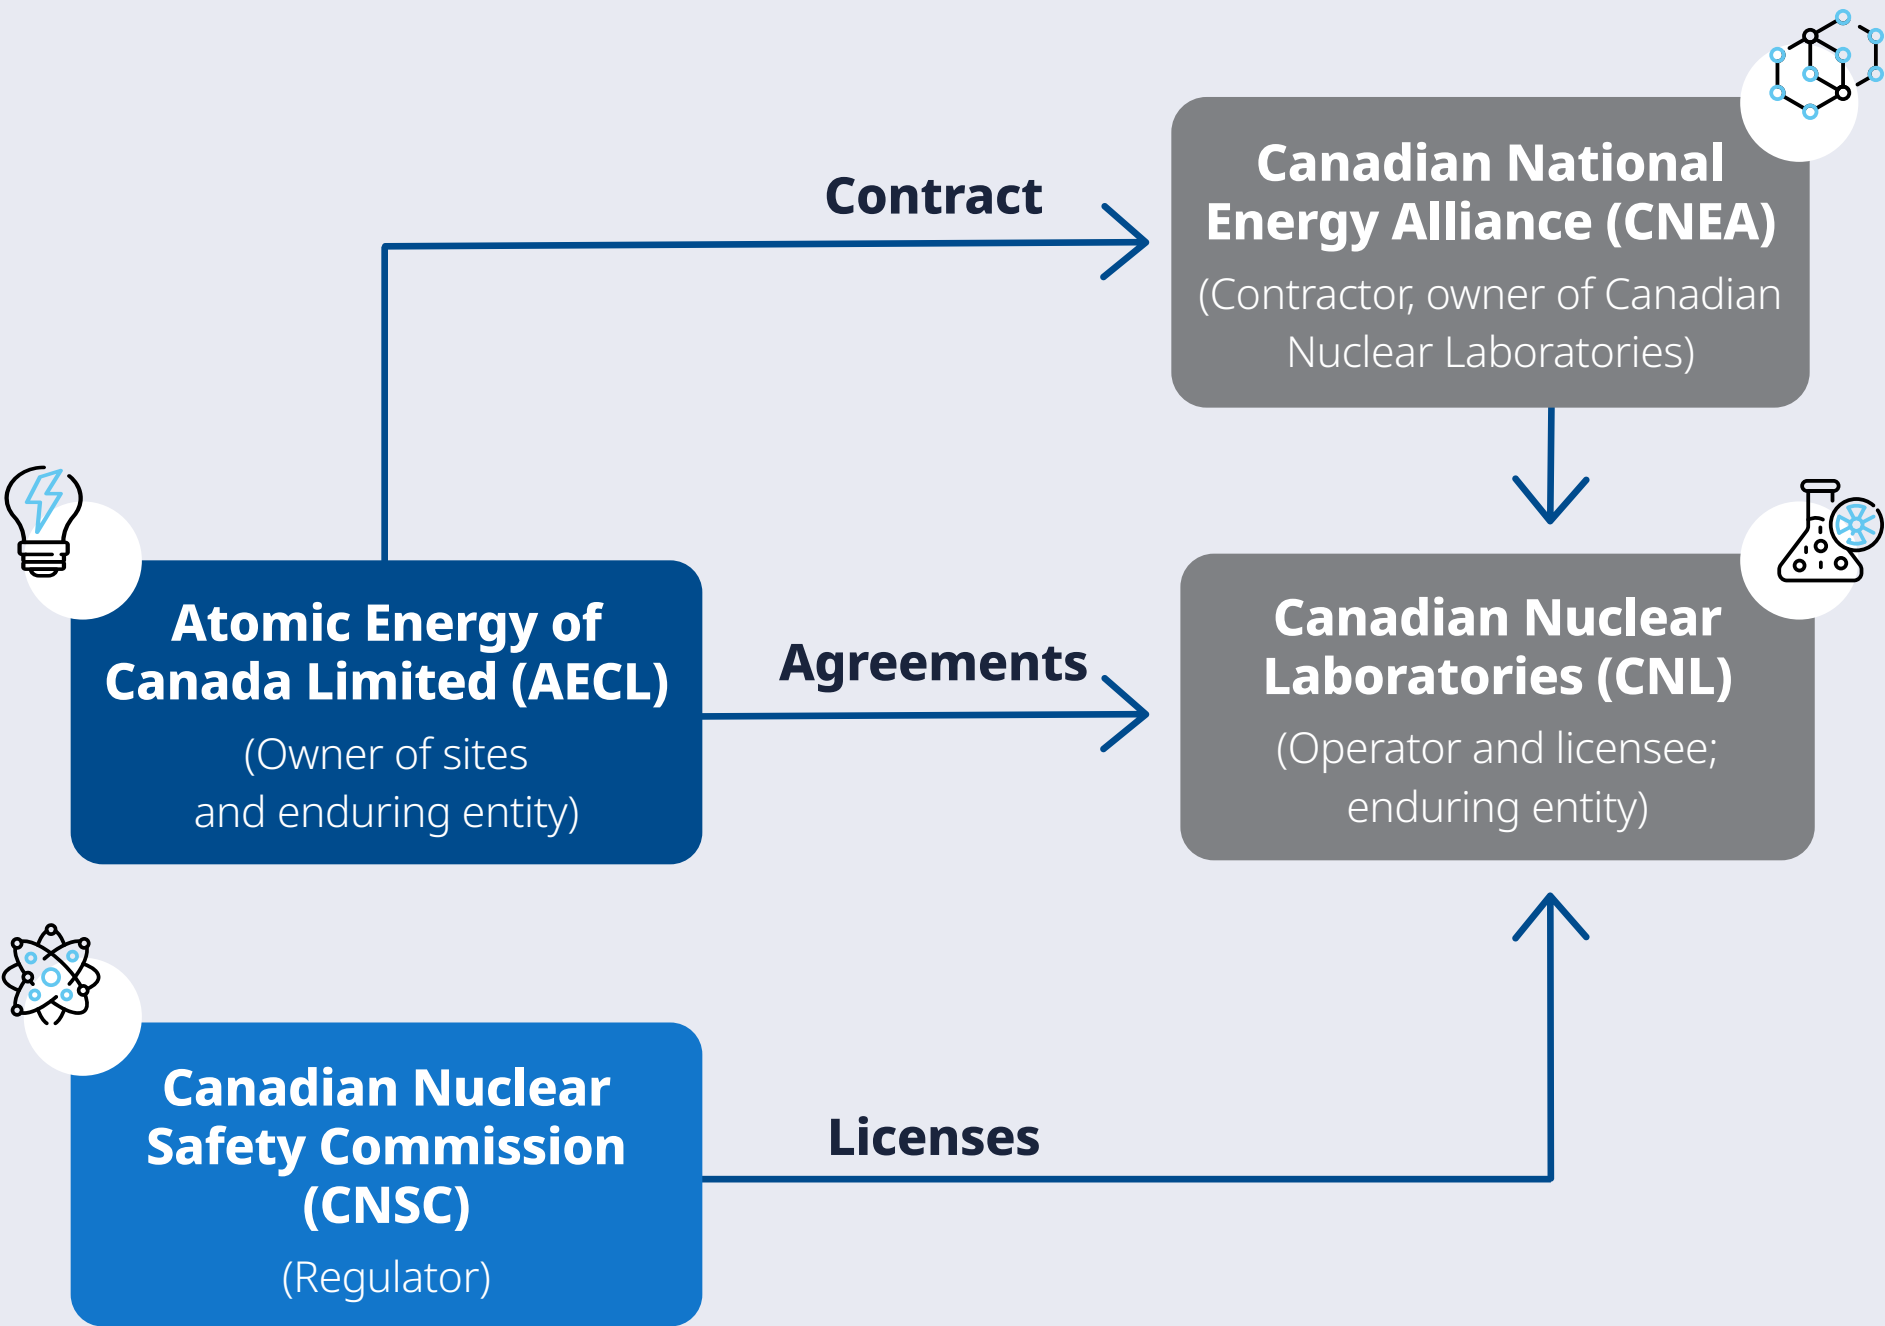 Contract
Canadian National
Energy Alliance (CNEA)
(Contractor, owner of Canadian
Nuclear Laboratories)
Atomic Energy of
Canada Limited (AECL)
(Owner of sites
and enduring entity)
Agreements
Canadian Nuclear
Laboratories (CNL)
(Operator and licensee;
enduring entity)
Canadian Nuclear
Safety Commission
(CNSC)
(Regulator)
Licenses